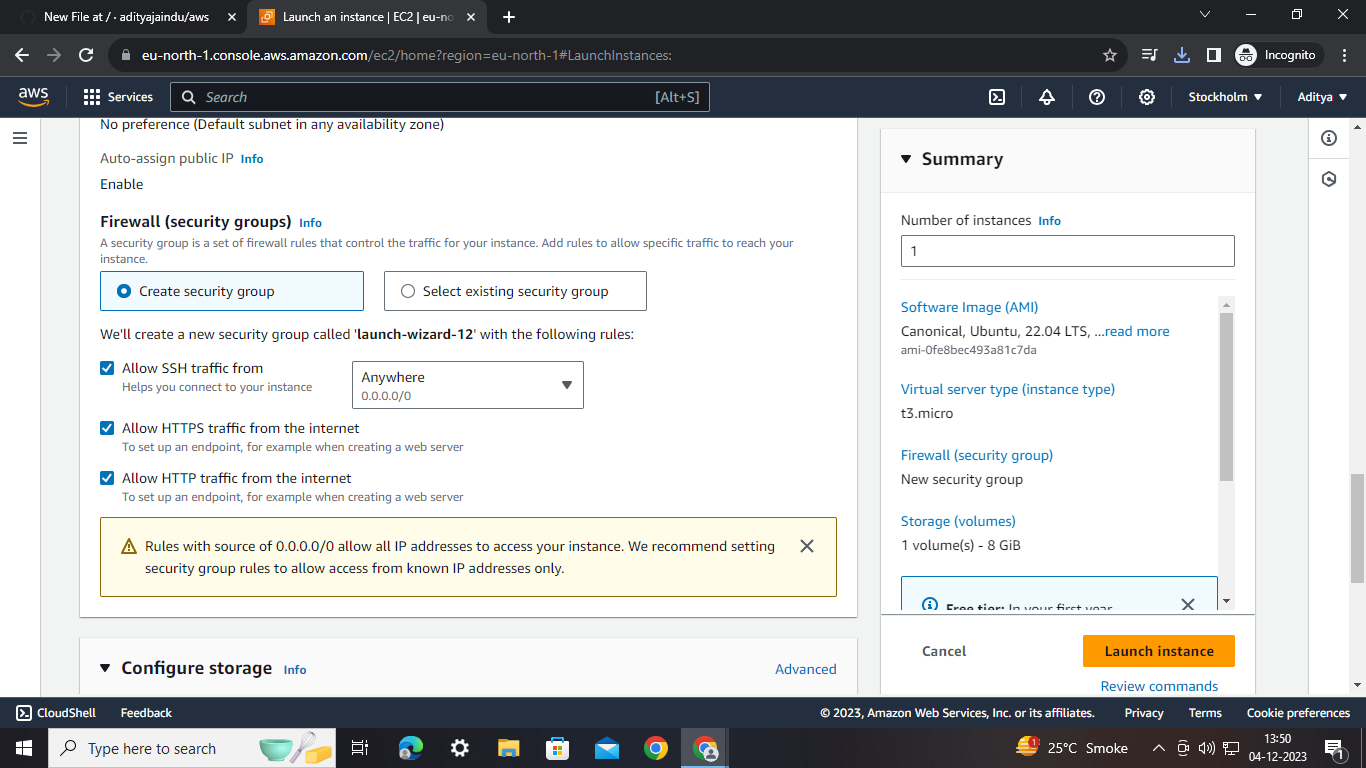 New File at / · adityajaindu/aws
Launch an instance | EC2 | eu-no
eu-north-1.console.aws.amazon.com/ec2/home?region=eu-north-1#LaunchInstances:
Incognito
aws
Services
Search
[Alt+S]
Stockholm
Aditya
No preference (Default subnet in any availability zone)
Auto-assign public IP Info
Enable
Firewall (security groups) Info
A security group is a set of firewall rules that control the traffic for your instance. Add rules to allow specific traffic to reach your
instance.
Create security group
Select existing security group
We'll create a new security group called 'launch-wizard-12' with the following rules:
Allow SSH traffic from
Helps you connect to your instance
Anywhere
0.0.0.0/0
Allow HTTPS traffic from the internet
To set up an endpoint, for example when creating a web server
Allow HTTP traffic from the internet
To set up an endpoint, for example when creating a web server
Rules with source of 0.0.0.0/0 allow all IP addresses to access your instance. We recommend setting
security group rules to allow access from known IP addresses only.
Configure storage Info
Advanced
Summary
Number of instances Info
1
Software Image (AMI)
Canonical, Ubuntu, 22.04 LTS, ...read more
ami-0fe8bec493a81c7da
Virtual server type (instance type)
t3.micro
Firewall (security group)
New security group
Storage (volumes)
1 volume(s) - 8 GiB
Free tier: In your first year
Cancel
Launch instance
Review commands
CloudShell
Feedback
© 2023, Amazon Web Services, Inc. or its affiliates.
Privacy
Terms
Cookie preferences
Type here to search
1
25°C Smoke
13:50
04-12-2023
1